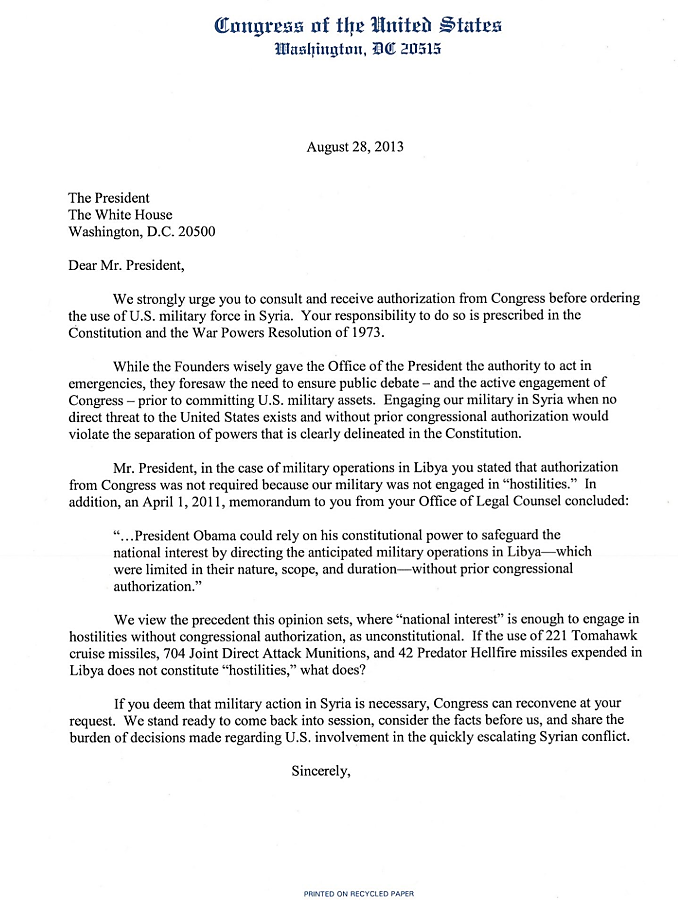 Congress of the United States
Washington, DC 20515
August 28, 2013
The President
The White House
Washington, D.C. 20500
Dear Mr. President,
We strongly urge you to consult and receive authorization from Congress before ordering
the use of U.S. military force in Syria.  Your responsibility to do so is prescribed in the
Constitution and the War Powers Resolution of 1973.
While the Founders wisely gave the Office of the President the authority to act in
emergencies, they foresaw the need to ensure public debate – and the active engagement of
Congress – prior to committing U.S. military assets.  Engaging our military in Syria when no
direct threat to the United States exists and without prior congressional authorization would
violate the separation of powers that is clearly delineated in the Constitution.
Mr. President, in the case of military operations in Libya you stated that authorization
from Congress was not required because our military was not engaged in “hostilities.”  In
addition, an April 1, 2011, memorandum to you from your Office of Legal Counsel concluded:
“…President Obama could rely on his constitutional power to safeguard the
national interest by directing the anticipated military operations in Libya—which
were limited in their nature, scope, and duration—without prior congressional
authorization.”
We view the precedent this opinion sets, where “national interest” is enough to engage in
hostilities without congressional authorization, as unconstitutional.  If the use of 221 Tomahawk
cruise missiles, 704 Joint Direct Attack Munitions, and 42 Predator Hellfire missiles expended in
Libya does not constitute “hostilities,” what does?
If you deem that military action in Syria is necessary, Congress can reconvene at your
request.  We stand ready to come back into session, consider the facts before us, and share the
burden of decisions made regarding U.S. involvement in the quickly escalating Syrian conflict.
Sincerely,
PRINTED ON RECYCLED PAPER